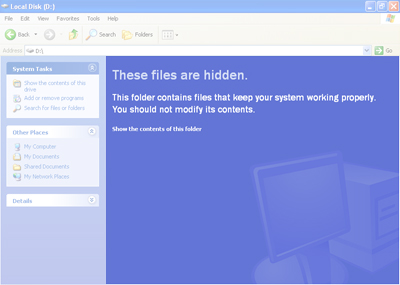 Local Disk (D:)
File Edit View Favorites Tools Help
Back Search Folders
Address D:\ Go
System Tasks
Show the contents of this
drive
Add or remove programs
Search for files or folders
Other Places
My Computer
My Documents
Shared Documents
My Network Places
Details
These files are hidden.
This folder contains files that keep your system working properly.
You should not modify its contents.
Show the contents of this folder